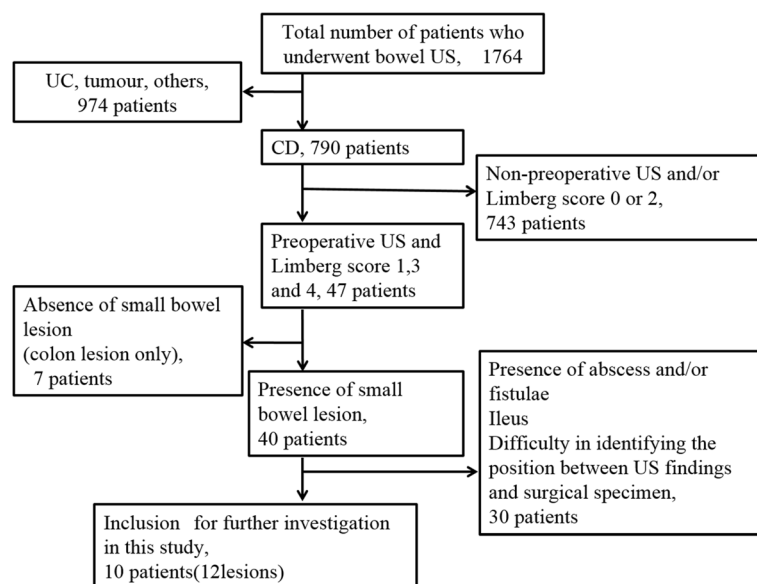 Total number of patients who
underwent bowel US, 1764
UC, tumour, others,
974 patients
CD, 790 patients
Non-preoperative US and/or
Limberg score 0 or 2,
743 patients
Preoperative US and
Limberg score 1,3
and 4, 47 patients
Absence of small bowel
lesion
(colon lesion only),
7 patients
Presence of small
bowel lesion,
40 patients
Presence of abscess and/or
fistulae
Ileus
Difficulty in identifying the
position between US findings
and surgical specimen,
30 patients
Inclusion for further investigation
in this study,
10 patients(12lesions)